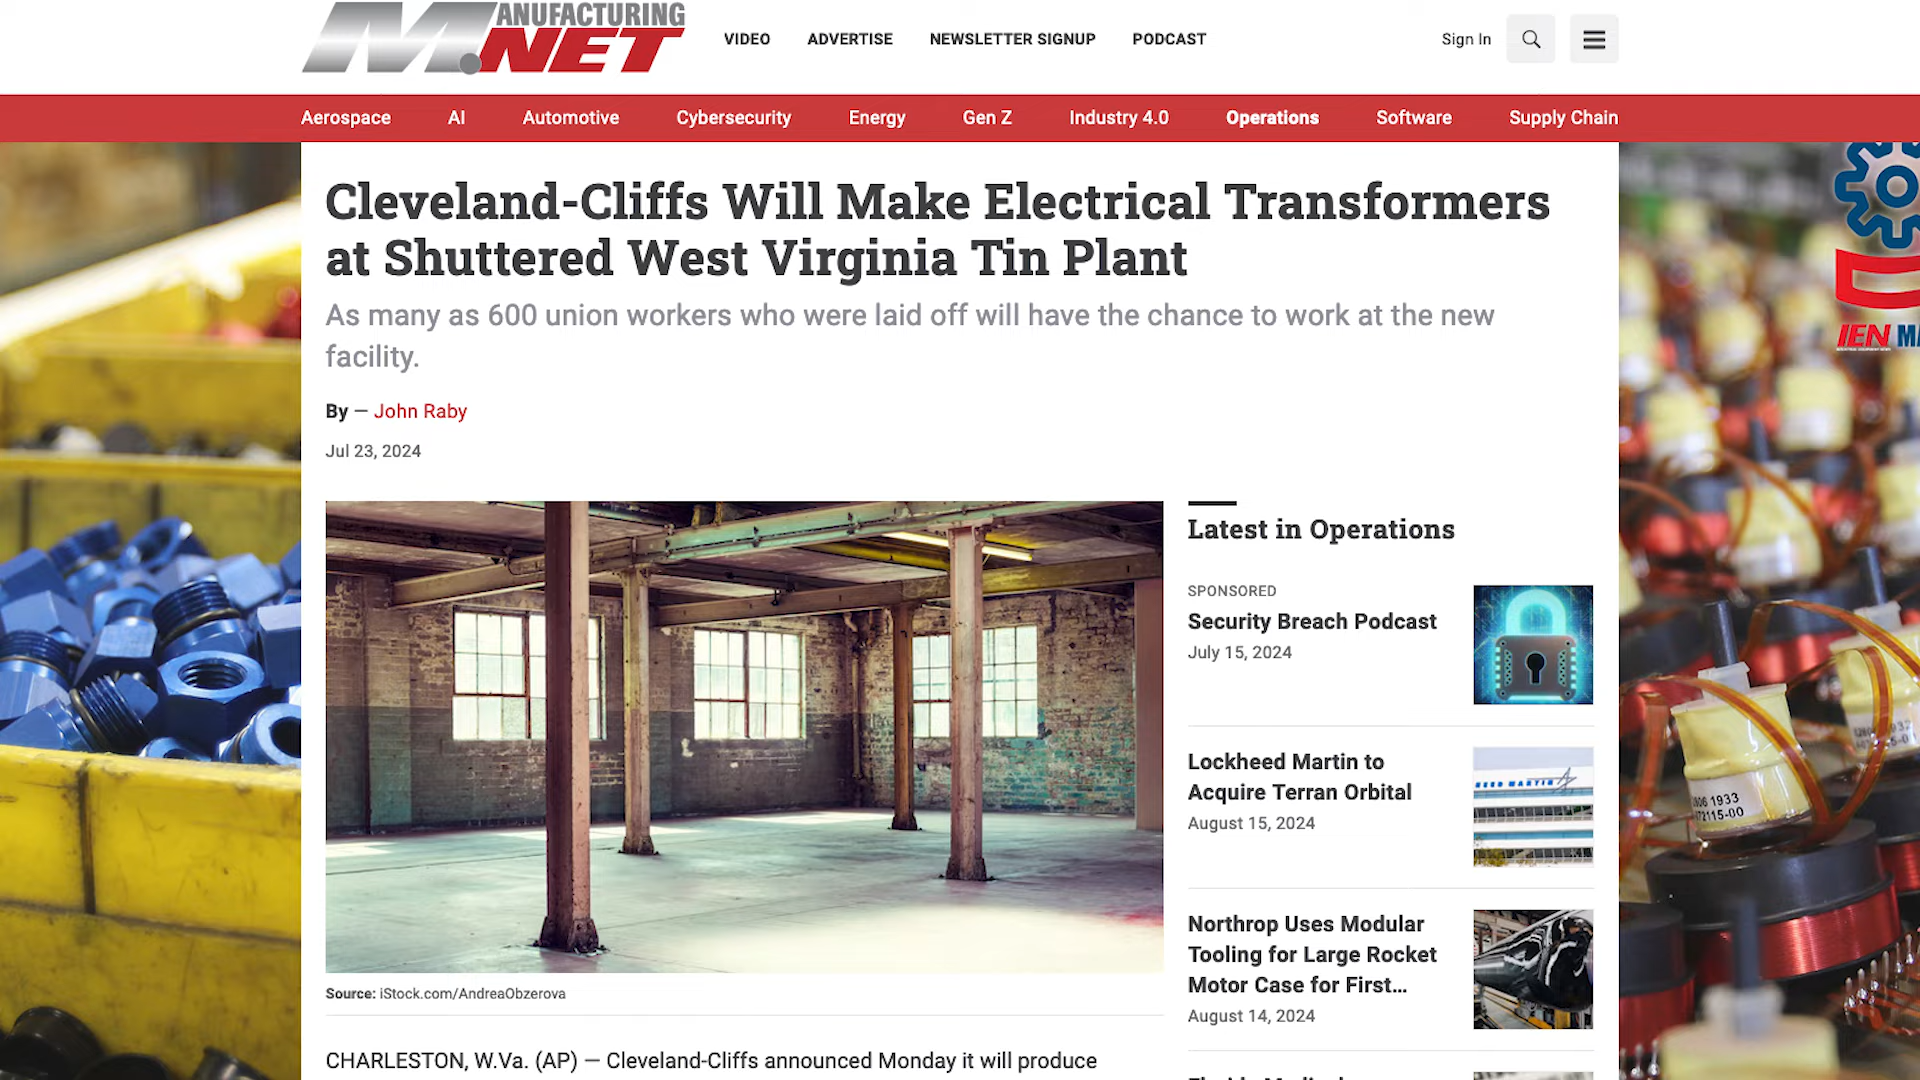 MANUFACTURING
.NET
VIDEO
ADVERTISE
NEWSLETTER SIGNUP
PODCAST
Sign In
Aerospace
AI
Automotive
Cybersecurity
Energy
Gen Z
Industry 4.0
Operations
Software
Supply Chain
Cleveland-Cliffs Will Make Electrical Transformers
at Shuttered West Virginia Tin Plant
As many as 600 union workers who were laid off will have the chance to work at the new
facility.
By — John Raby
Jul 23, 2024
Source: iStock.com/AndreaObzerova
CHARLESTON, W.Va. (AP) — Cleveland-Cliffs announced Monday it will produce
Latest in Operations
SPONSORED
Security Breach Podcast
July 15, 2024
Lockheed Martin to
Acquire Terran Orbital
August 15, 2024
Northrop Uses Modular
Tooling for Large Rocket
Motor Case for First...
August 14, 2024
IEN
1933
72115-00